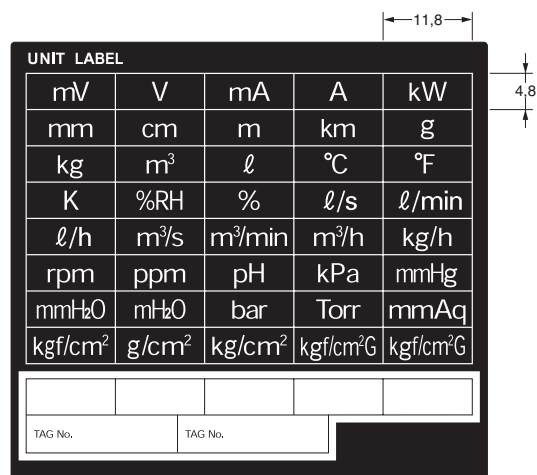 11,8
UNIT LABEL
mV V mA A kW
4,8
mm cm m km g
kg m³ ℓ °C °F
K %RH % ℓ/s ℓ/min
ℓ/h m³/s m³/min m³/h kg/h
rpm ppm pH kPa mmHg
mmH₂O mH₂O bar Torr mmAq
kgf/cm² g/cm² kg/cm² kgf/cm²G kgf/cm²G
TAG No. TAG No.